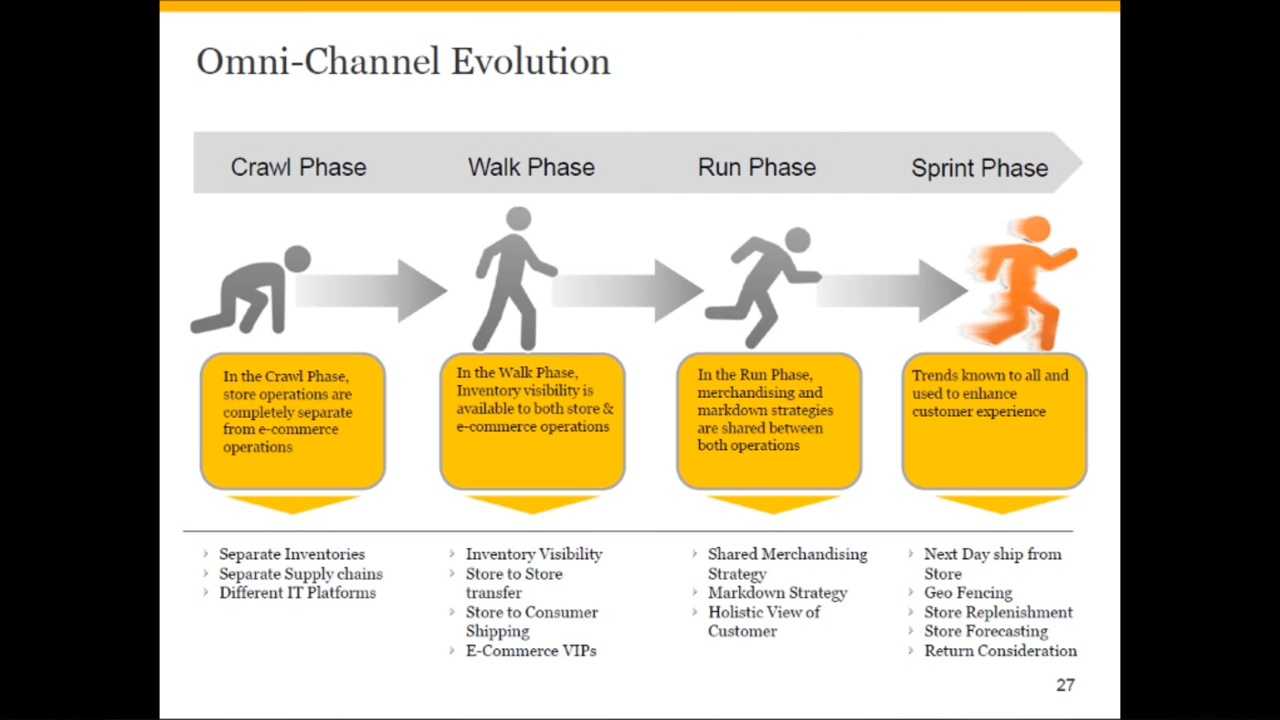 Omni-Channel Evolution
Crawl Phase
Walk Phase
Run Phase
Sprint Phase
In the Crawl Phase,
store operations are
completely separate
from e-commerce
operations
In the Walk Phase,
Inventory visibility is
available to both store &
e-commerce operations
In the Run Phase,
merchandising and
markdown strategies
are shared between
both operations
Trends known to all and
used to enhance
customer experience
› Separate Inventories
› Separate Supply chains
› Different IT Platforms
› Inventory Visibility
› Store to Store
transfer
› Store to Consumer
Shipping
› E-Commerce VIPs
› Shared Merchandising
Strategy
› Markdown Strategy
› Holistic View of
Customer
› Next Day ship from
Store
› Geo Fencing
› Store Replenishment
› Store Forecasting
› Return Consideration
27